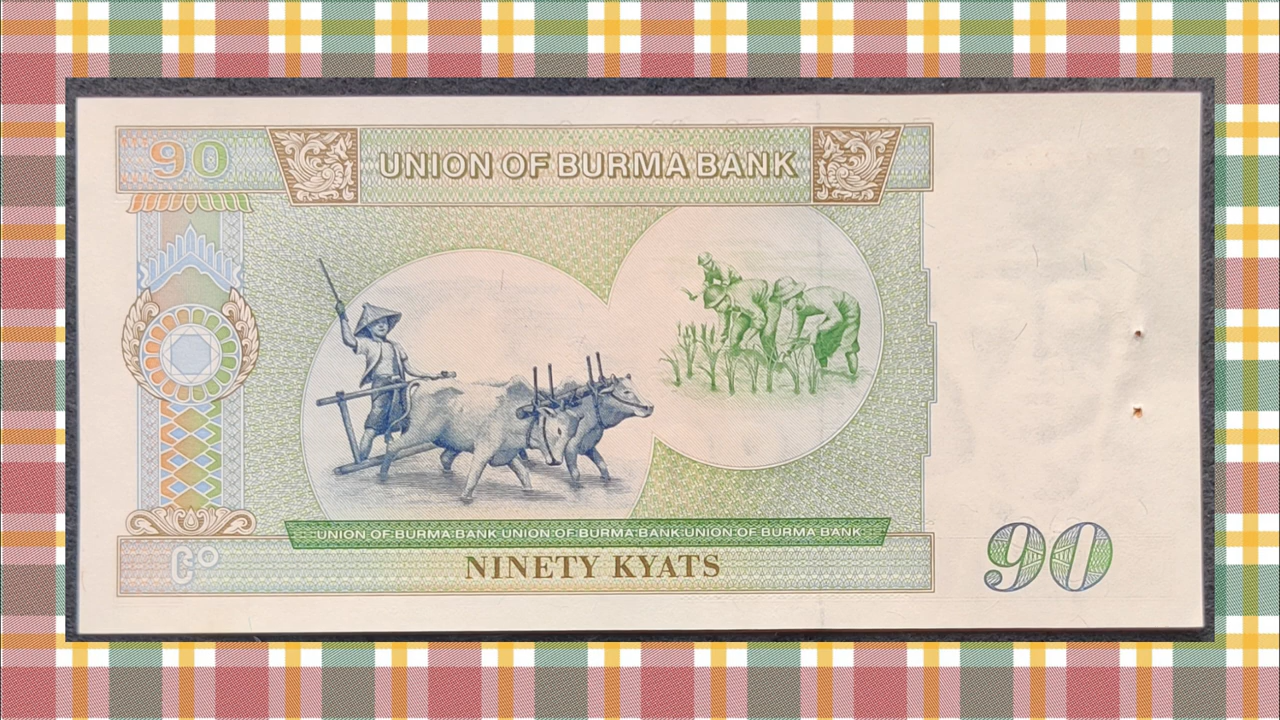 90
UNION OF BURMA BANK
UNION OF BURMA BANK UNION OF BURMA BANK UNION OF BURMA BANK
၉၀
NINETY KYATS
90